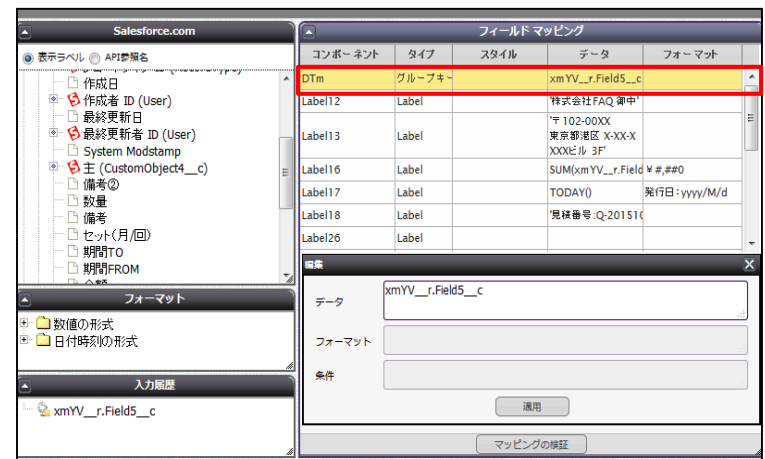 Salesforce.com
表示ラベル API参照名
作成日
作成者 ID (User)
最終更新日
最終更新者 ID (User)
System Modstamp
主 (CustomObject4__c)
備考②
数量
備考
セット(月/回)
期間TO
期間FROM
フォーマット
数値の形式
日付時刻の形式
入力履歴
xmYV__r.Field5__c
フィールド マッピング
コンポーネント タイプ スタイル データ フォーマット
DTm グループキー xmYV__r.Field5__c
Label12 Label '株式会社FAQ 御中'
Label13 Label '〒102-00XX
東京都港区 X-XX-X
XXXビル 3F'
Label16 Label SUM(xmYV__r.Field ¥ #,##0
Label17 Label TODAY() 発行日:yyyy/M/d
Label18 Label '見積番号:Q-20151(
Label26 Label
編集 X
データ xmYV__r.Field5__c
フォーマット
条件
適用
マッピングの検証